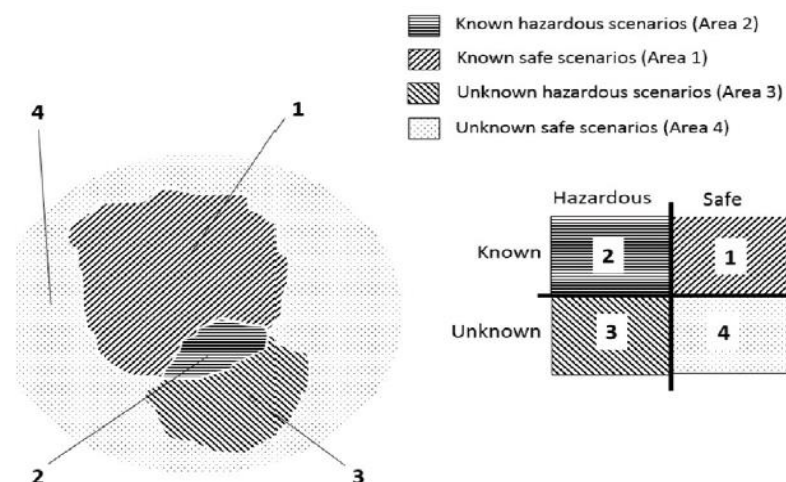 Known hazardous scenarios (Area 2)
Known safe scenarios (Area 1)
Unknown hazardous scenarios (Area 3)
Unknown safe scenarios (Area 4)
4
1
2
3
Hazardous Safe
Known 2 1
Unknown 3 4